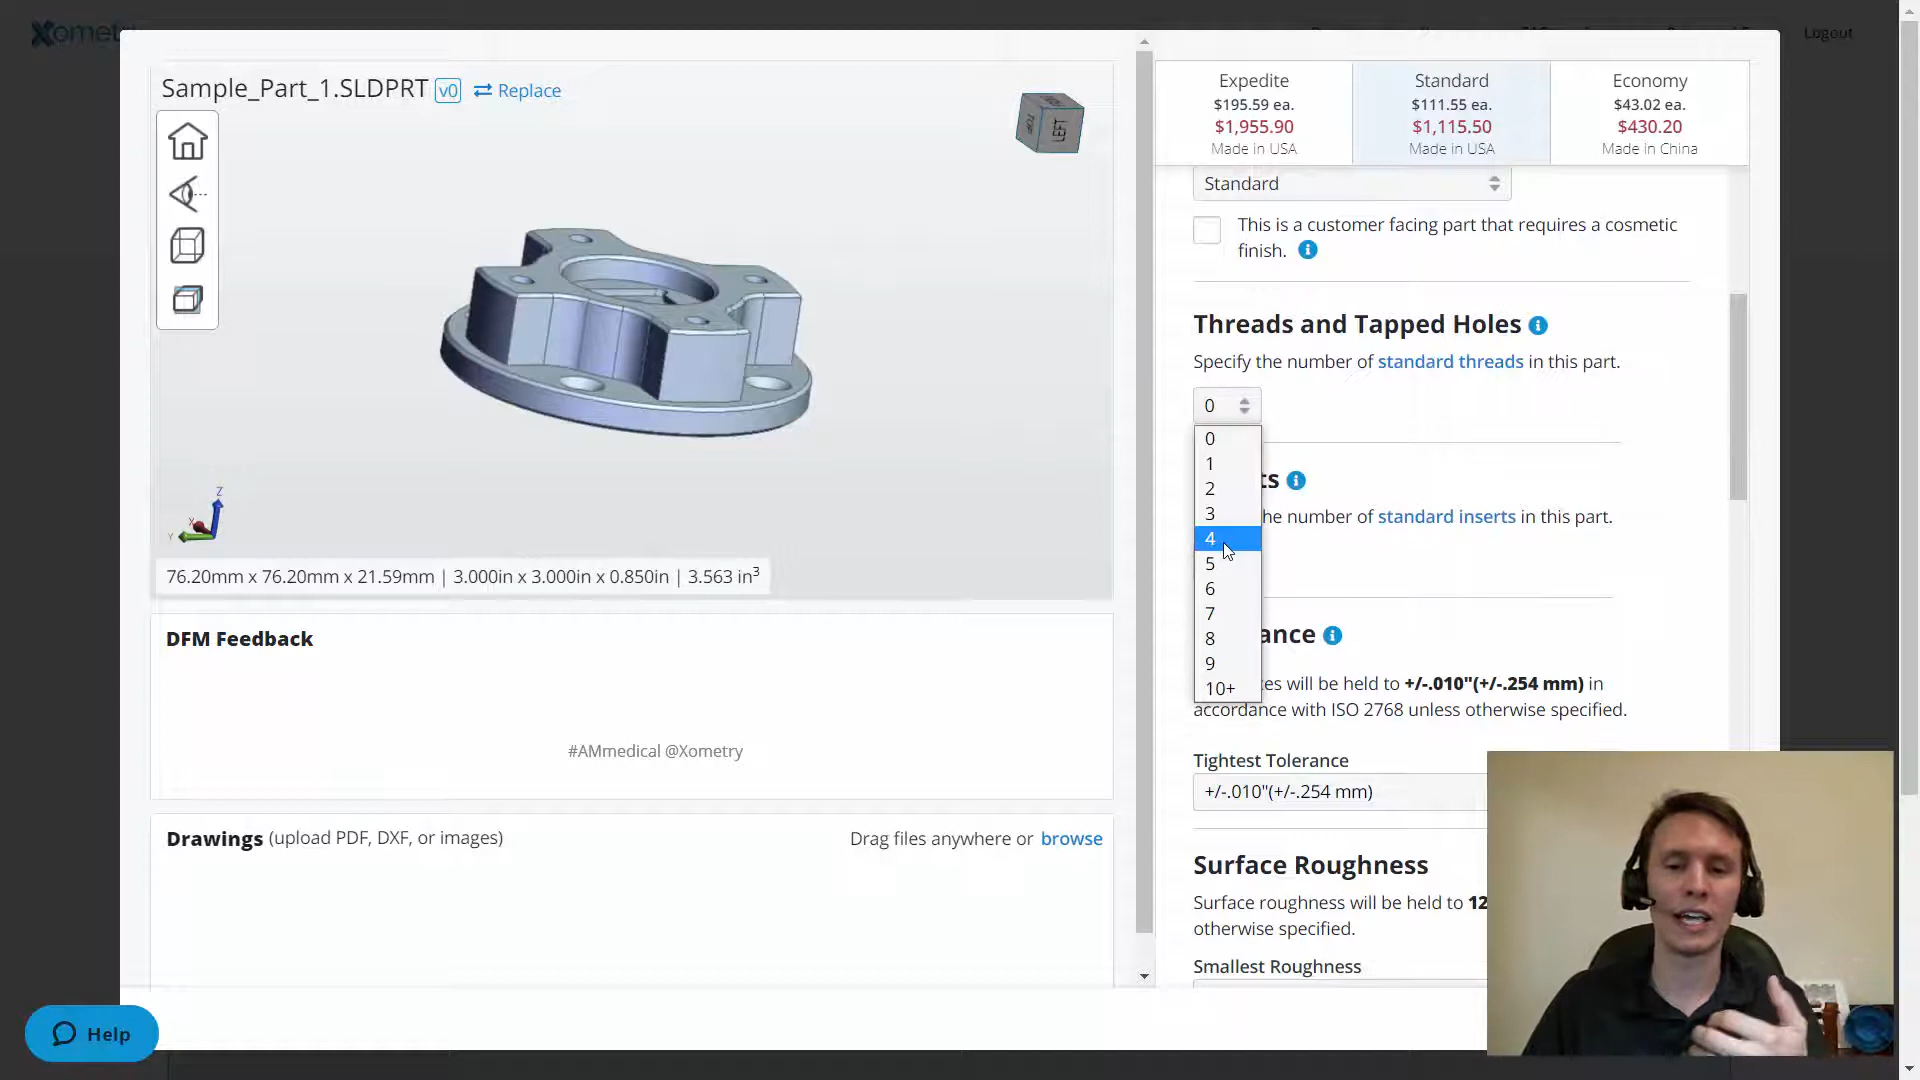 Xometry
Logout
Sample_Part_1.SLDPRT v0 Replace
TOP
LEFT
Expedite
$195.59 ea.
$1,955.90
Made in USA
Standard
$111.55 ea.
$1,115.50
Made in USA
Economy
$43.02 ea.
$430.20
Made in China
Standard
This is a customer facing part that requires a cosmetic
finish.
Threads and Tapped Holes
Specify the number of standard threads in this part.
0
0
1
2
3
4
5
6
7
8
9
10+
ts
he number of standard inserts in this part.
ance
ces will be held to +/-.010"(+/-.254 mm) in
accordance with ISO 2768 unless otherwise specified.
Tightest Tolerance
+/-.010"(+/-.254 mm)
Surface Roughness
Surface roughness will be held to 12
otherwise specified.
Smallest Roughness
Z
X
Y
76.20mm x 76.20mm x 21.59mm | 3.000in x 3.000in x 0.850in | 3.563 in³
DFM Feedback
#AMmedical @Xometry
Drawings (upload PDF, DXF, or images)
Drag files anywhere or browse
Help